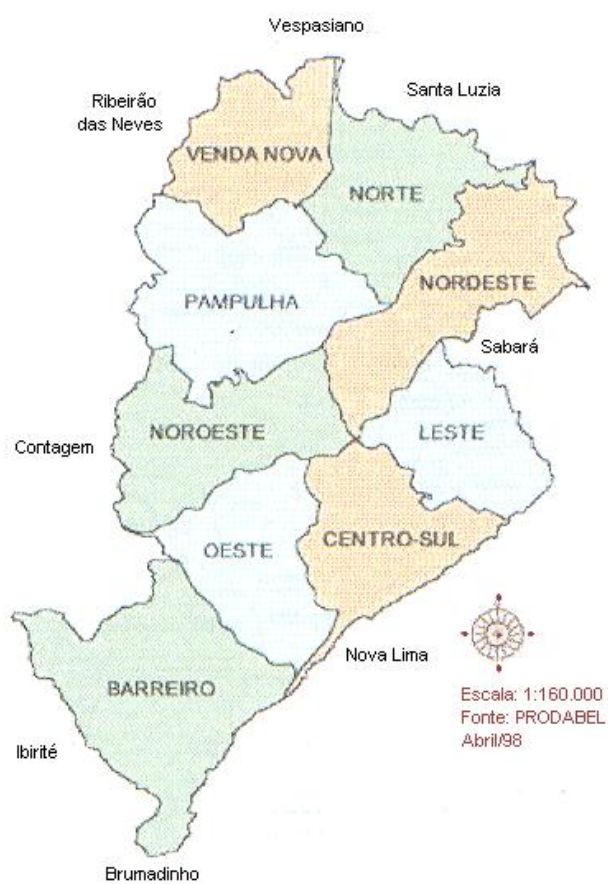 Vespasiano
Ribeirão
das Neves
Santa Luzia
VENDA NOVA
NORTE
NORDESTE
PAMPULHA
Sabará
NOROESTE
LESTE
Contagem
OESTE
CENTRO-SUL
Nova Lima
BARREIRO
Escala: 1:160.000
Fonte: PRODABEL
Abril/98
Ibirité
Brumadinho